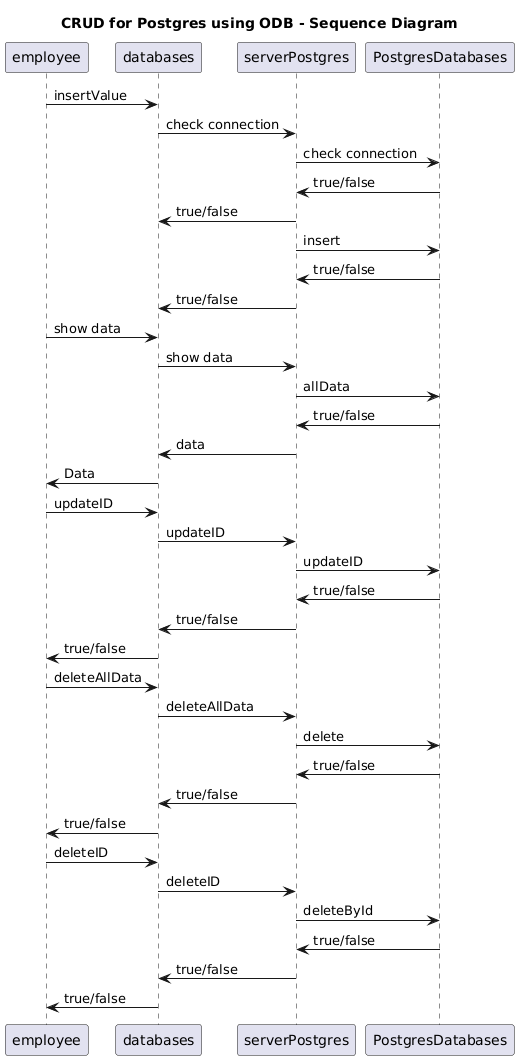 CRUD for Postgres using ODB - Sequence Diagram
employee databases serverPostgres PostgresDatabases
insertValue
check connection
check connection
true/false
true/false
insert
true/false
true/false
show data
show data
allData
true/false
data
Data
updateID
updateID
updateID
true/false
true/false
true/false
deleteAllData
deleteAllData
delete
true/false
true/false
true/false
deleteID
deleteID
deleteById
true/false
true/false
true/false
employee databases serverPostgres PostgresDatabases